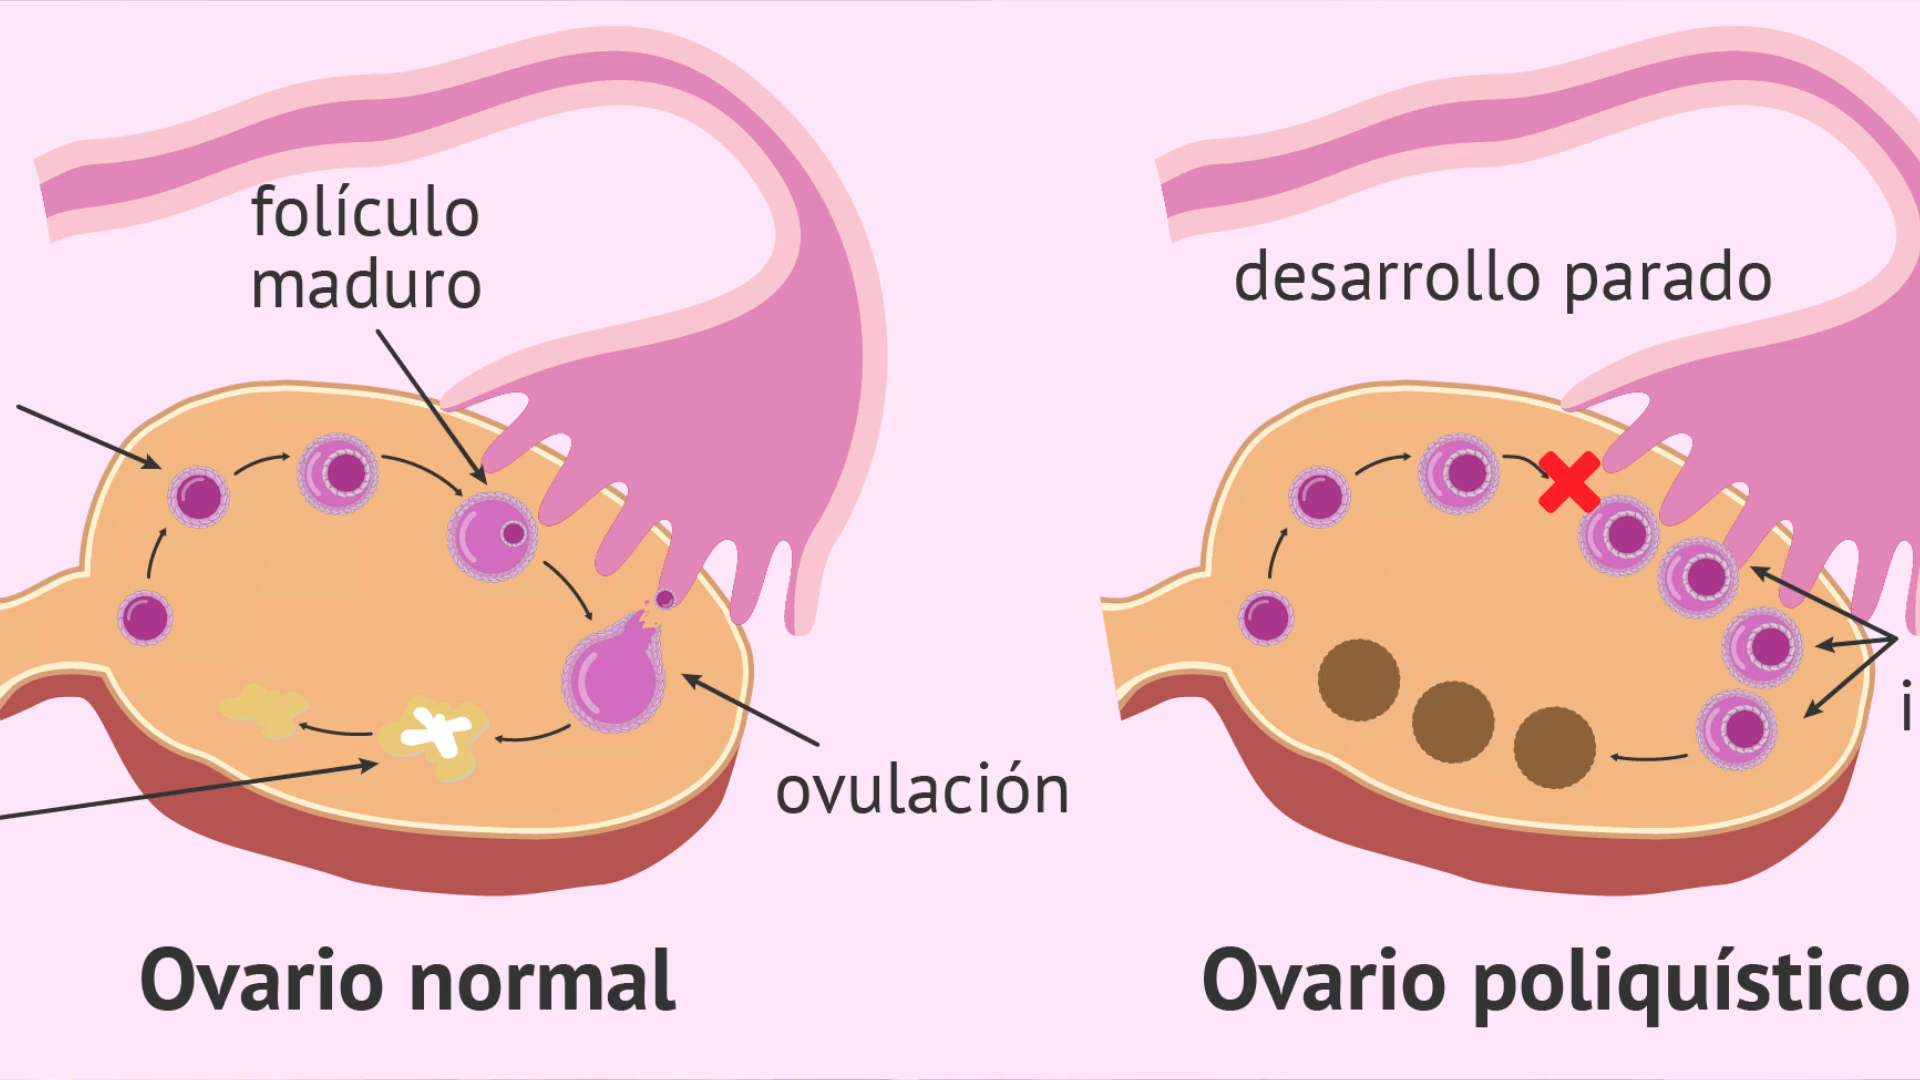 folículo
maduro
ovulación
Ovario normal
desarrollo parado
i
Ovario poliquístico